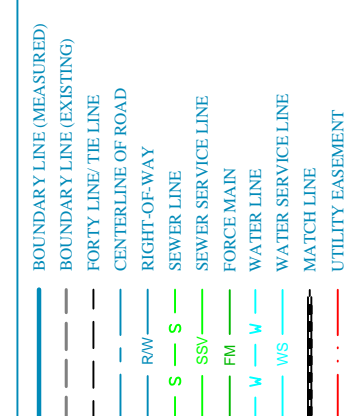 BOUNDARY LINE (MEASURED)
BOUNDARY LINE (EXISTING)
FORTY LINE/ TIE LINE
CENTERLINE OF ROAD
R/W RIGHT-OF-WAY
S S SEWER LINE
SSV SEWER SERVICE LINE
FM FORCE MAIN
W W WATER LINE
WS WATER SERVICE LINE
MATCH LINE
UTILITY EASEMENT